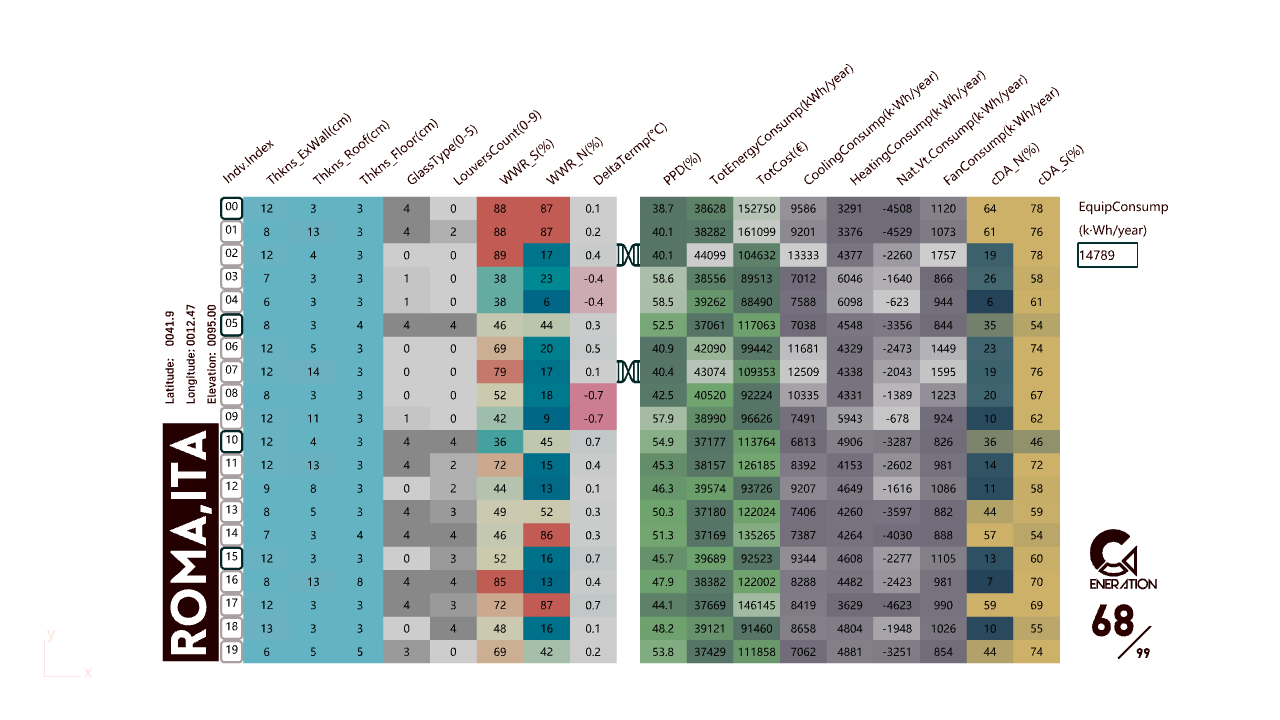 Indv.Index Thkns_ExWall(cm) Thkns_Roof(cm) Thkns_Floor(cm) GlassType(0-5) LouversCount(0-9) WWR_S(%) WWR_N(%) DeltaTermp(°C) PPD(%) TotEnergyConsump(kWh/year) TotCost(€) CoolingConsump(k·Wh/year) HeatingConsump(k·Wh/year) Nat.Vt.Consump(k·Wh/year) FanConsump(k·Wh/year) cDA_N(%) cDA_S(%)
00 12 3 3 4 0 88 87 0.1 38.7 38628 152750 9586 3291 -4508 1120 64 78
01 8 13 3 4 2 88 87 0.2 40.1 38282 161099 9201 3376 -4529 1073 61 76
02 12 4 3 0 0 89 17 0.4 40.1 44099 104632 13333 4377 -2260 1757 19 78
03 7 3 3 1 0 38 23 -0.4 58.6 38556 89513 7012 6046 -1640 866 26 58
04 6 3 3 1 0 38 6 -0.4 58.5 39262 88490 7588 6098 -623 944 6 61
05 8 3 4 4 4 46 44 0.3 52.5 37061 117063 7038 4548 -3356 844 35 54
06 12 5 3 0 0 69 20 0.5 40.9 42090 99442 11681 4329 -2473 1449 23 74
07 12 14 3 0 0 79 17 0.1 40.4 43074 109353 12509 4338 -2043 1595 19 76
08 8 3 3 0 0 52 18 -0.7 42.5 40520 92224 10335 4331 -1389 1223 20 67
09 12 11 3 1 0 42 9 -0.7 57.9 38990 96626 7491 5943 -678 924 10 62
10 12 4 3 4 4 36 45 0.7 54.9 37177 113764 6813 4906 -3287 826 36 46
11 12 13 3 4 2 72 15 0.4 45.3 38157 126185 8392 4153 -2602 981 14 72
12 9 8 3 0 2 44 13 0.1 46.3 39574 93726 9207 4649 -1616 1086 11 58
13 8 5 3 4 3 49 52 0.3 50.3 37180 122024 7406 4260 -3597 882 44 59
14 7 3 4 4 4 46 86 0.3 51.3 37169 135265 7387 4264 -4030 888 57 54
15 12 3 3 0 3 52 16 0.7 45.7 39689 92523 9344 4608 -2277 1105 13 60
16 8 13 8 4 4 85 13 0.4 47.9 38382 122002 8288 4482 -2423 981 7 70
17 12 3 3 4 3 72 87 0.7 44.1 37669 146145 8419 3629 -4623 990 59 69
18 13 3 3 0 4 48 16 0.1 48.2 39121 91460 8658 4804 -1948 1026 10 55
19 6 5 5 3 0 69 42 0.2 53.8 37429 111858 7062 4881 -3251 854 44 74
EquipConsump
(k·Wh/year)
14789
Latitude: 0041.9
Longitude: 0012.47
Elevation: 0095.00
ROMA,ITA
GENERATION
68/99
y
x